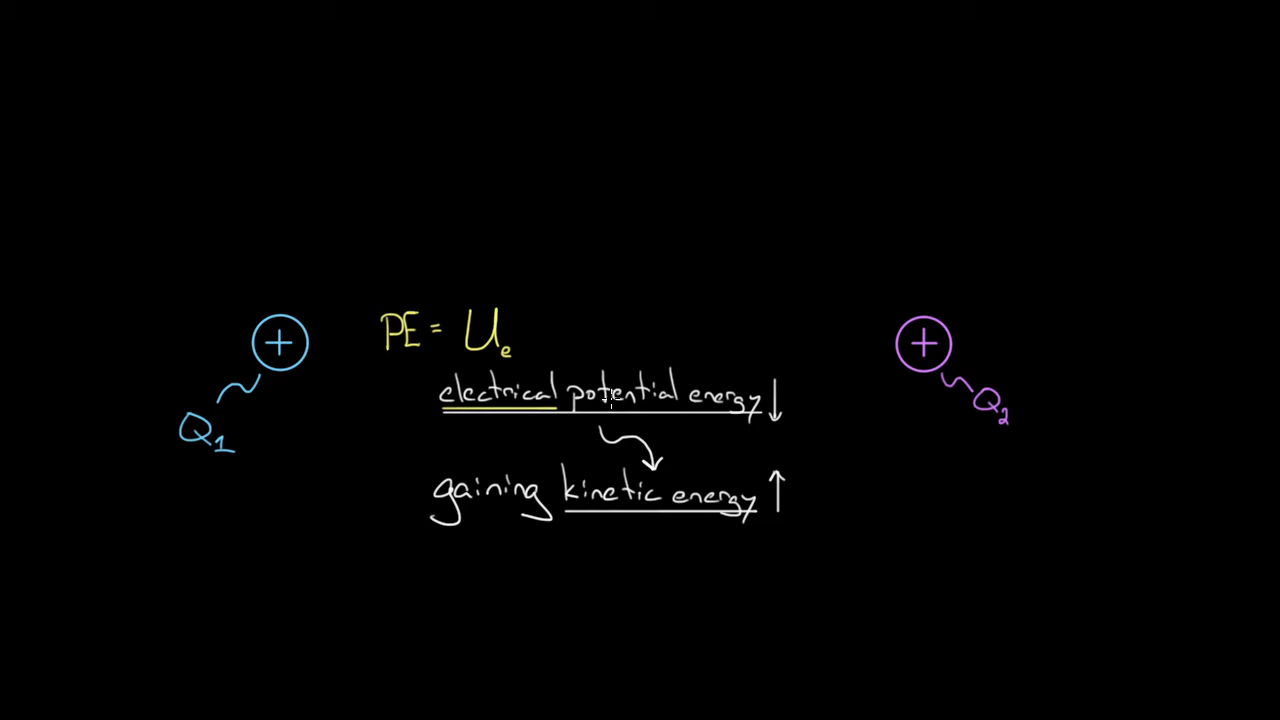 +
PE = Ue
+
electrical potential energy ↓
Q1
Q2
gaining kinetic energy ↑